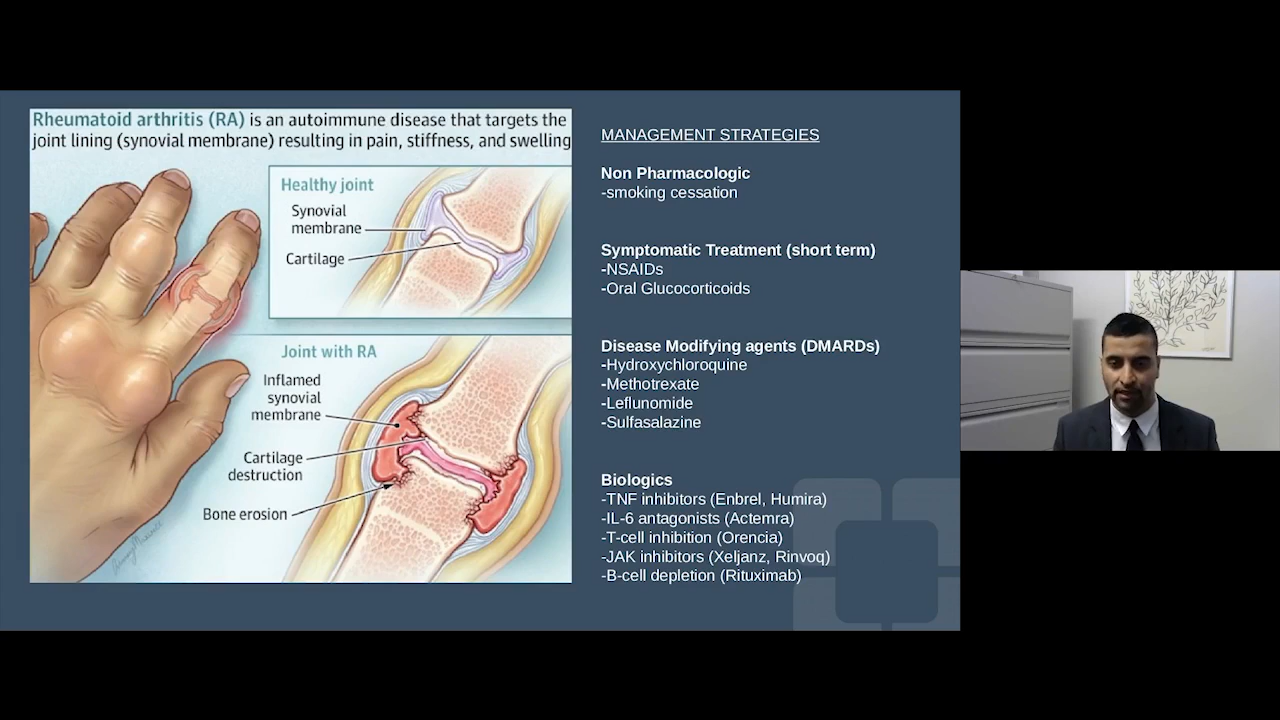 Rheumatoid arthritis (RA) is an autoimmune disease that targets the
joint lining (synovial membrane) resulting in pain, stiffness, and swelling
Healthy joint
Synovial
membrane
Cartilage
Joint with RA
Inflamed
synovial
membrane
Cartilage
destruction
Bone erosion
MANAGEMENT STRATEGIES
Non Pharmacologic
-smoking cessation
Symptomatic Treatment (short term)
-NSAIDs
-Oral Glucocorticoids
Disease Modifying agents (DMARDs)
-Hydroxychloroquine
-Methotrexate
-Leflunomide
-Sulfasalazine
Biologics
-TNF inhibitors (Enbrel, Humira)
-IL-6 antagonists (Actemra)
-T-cell inhibition (Orencia)
-JAK inhibitors (Xeljanz, Rinvoq)
-B-cell depletion (Rituximab)